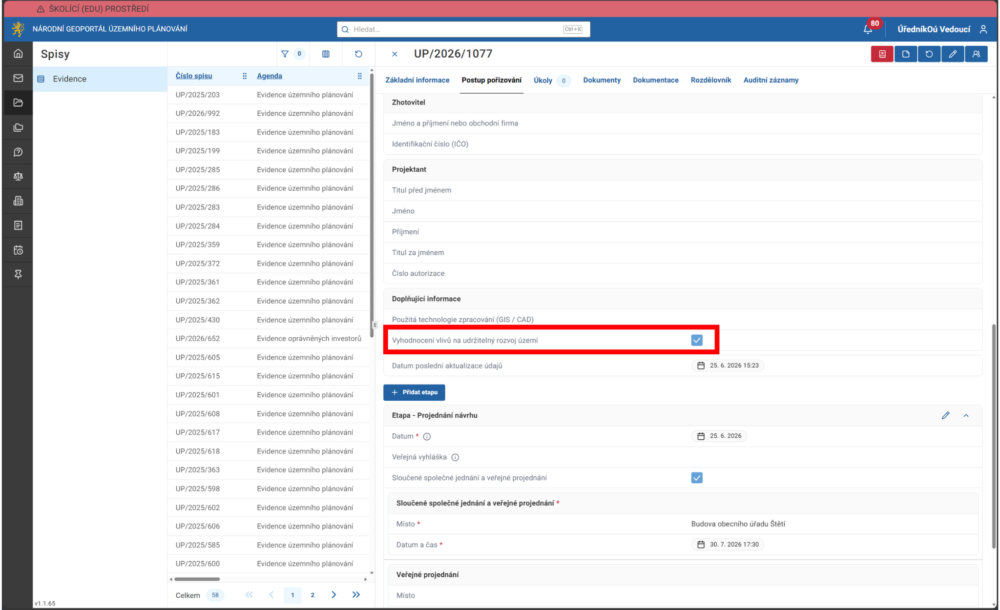 ŠKOLÍCÍ (EDU) PROSTŘEDÍ
NÁRODNÍ GEOPORTÁL ÚZEMNÍHO PLÁNOVÁNÍ
Hledat...
Ctrl+K
80
ÚředníkOú Vedoucí
Spisy
0
UP/2026/1077
Evidence
Základní informace
Postup pořizování
Úkoly 0
Dokumenty
Dokumentace
Rozdělovník
Auditní záznamy
Číslo spisu Agenda
UP/2025/203 Evidence územního plánování
UP/2026/992 Evidence územního plánování
UP/2025/183 Evidence územního plánování
UP/2025/199 Evidence územního plánování
UP/2025/285 Evidence územního plánování
UP/2025/286 Evidence územního plánování
UP/2025/283 Evidence územního plánování
UP/2025/284 Evidence územního plánování
UP/2025/359 Evidence územního plánování
UP/2025/372 Evidence územního plánování
UP/2025/361 Evidence územního plánování
UP/2025/362 Evidence územního plánování
UP/2025/430 Evidence územního plánování
UP/2026/652 Evidence oprávněných investorů
UP/2025/605 Evidence územního plánování
UP/2025/615 Evidence územního plánování
UP/2025/601 Evidence územního plánování
UP/2025/608 Evidence územního plánování
UP/2025/617 Evidence územního plánování
UP/2025/618 Evidence územního plánování
UP/2025/363 Evidence územního plánování
UP/2025/598 Evidence územního plánování
UP/2025/602 Evidence územního plánování
UP/2025/606 Evidence územního plánování
UP/2025/585 Evidence územního plánování
UP/2025/600 Evidence územního plánování
Celkem 58
1 2
v1.1.65
Zhotovitel
Jméno a příjmení nebo obchodní firma
Identifikační číslo (IČO)
Projektant
Titul před jménem
Jméno
Příjmení
Titul za jménem
Číslo autorizace
Doplňující informace
Použitá technologie zpracování (GIS / CAD)
Vyhodnocení vlivů na udržitelný rozvoj území
Datum poslední aktualizace údajů 25. 6. 2026 15:23
+ Přidat etapu
Etapa - Projednání návrhu
Datum * 25. 6. 2026
Veřejná vyhláška
Sloučené společné jednání a veřejné projednání
Sloučené společné jednání a veřejné projednání *
Místo * Budova obecního úřadu Štětí
Datum a čas * 30. 7. 2026 17:30
Veřejné projednání
Místo